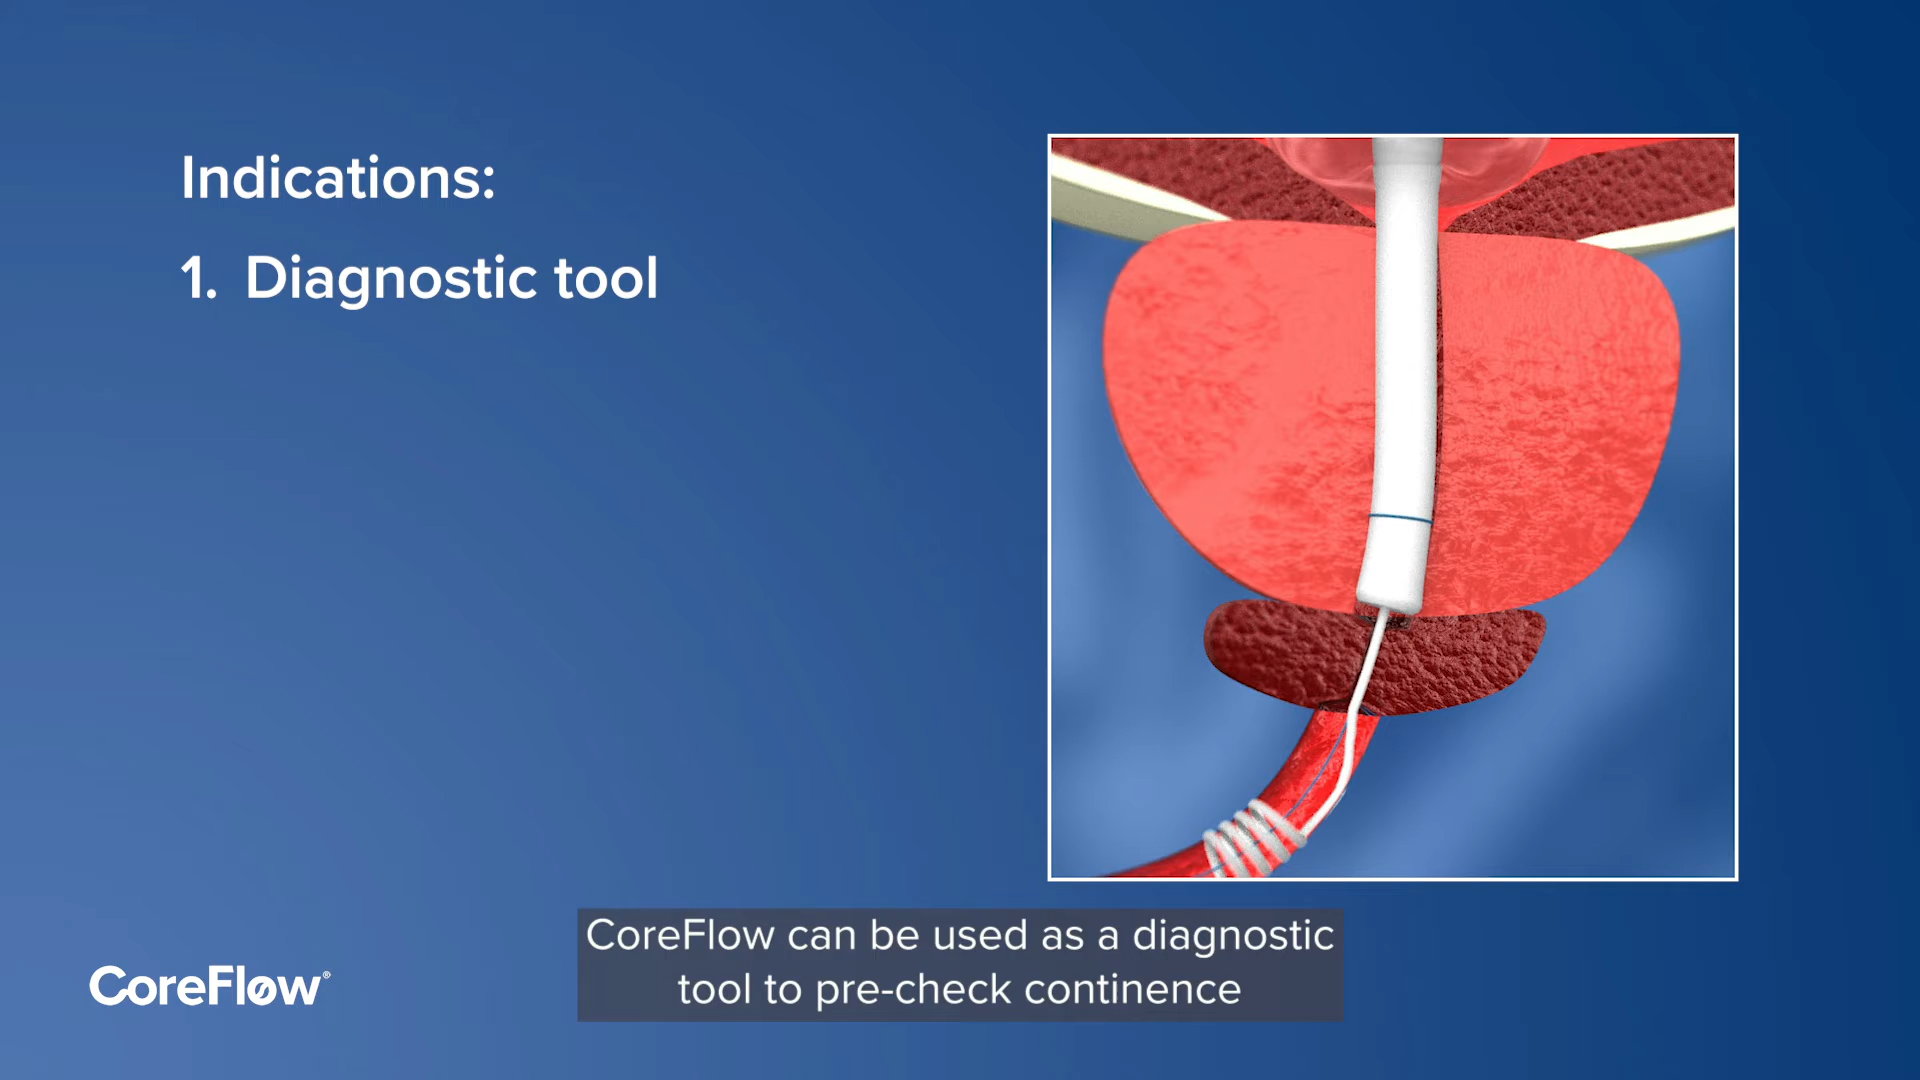 Indications:
1. Diagnostic tool
CoreFlow can be used as a diagnostic
tool to pre-check continence
CoreFlow®